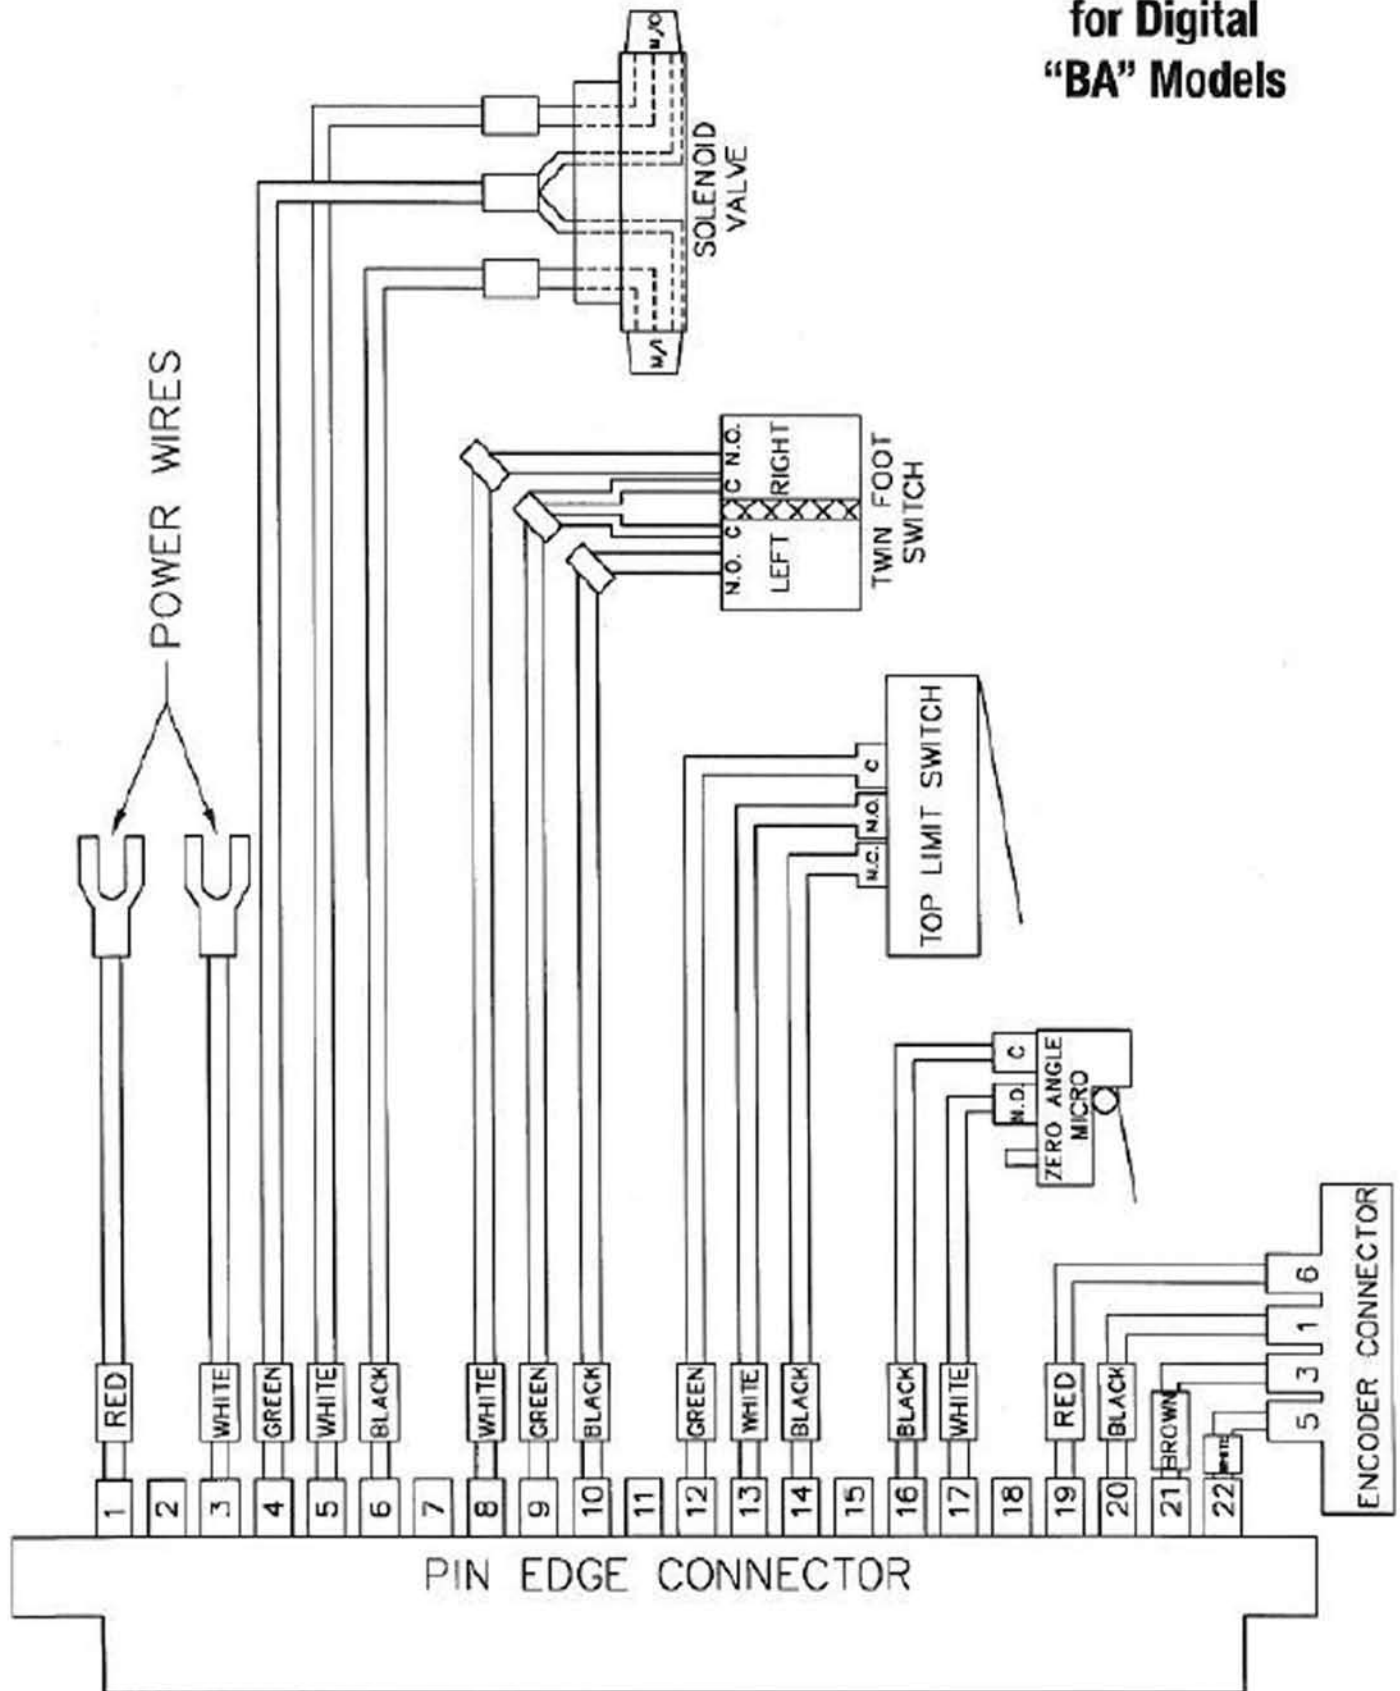 for Digital
“BA” Models
M/O
SOLENOID
VALVE
M/I
POWER WIRES
N.O.
C
RIGHT
C
N.O.
LEFT
TWIN FOOT
SWITCH
C
N.O.
N.C.
TOP LIMIT SWITCH
C
N.O.
ZERO ANGLE
MICRO
6
1
3
5
ENCODER CONNECTOR
RED
WHITE
GREEN
WHITE
BLACK
WHITE
GREEN
BLACK
GREEN
WHITE
BLACK
BLACK
WHITE
RED
BLACK
BROWN
WHITE
1
2
3
4
5
6
7
8
9
10
11
12
13
14
15
16
17
18
19
20
21
22
PIN EDGE CONNECTOR